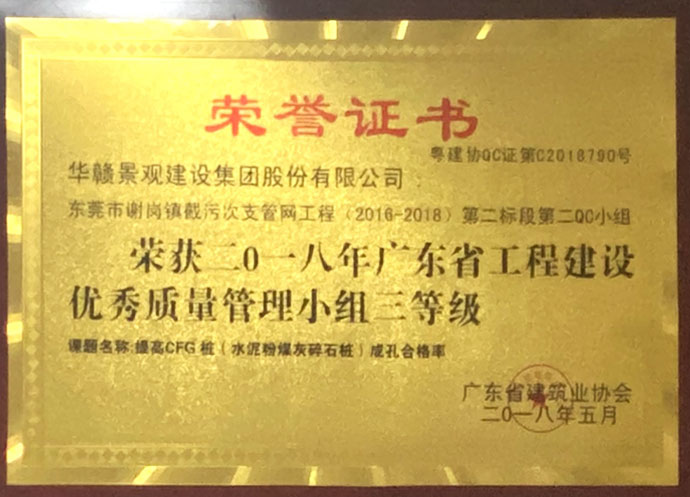 荣誉证书
粤建协QC证第C2018790号
华赣景观建设集团股份有限公司：
东莞市谢岗镇截污次支管网工程（2016-2018）第二标段第二QC小组
荣获二0一八年广东省工程建设
优秀质量管理小组三等级
课题名称:提高CFG桩（水泥粉煤灰碎石桩）成孔合格率
广东省建筑业协会
二0一八年五月